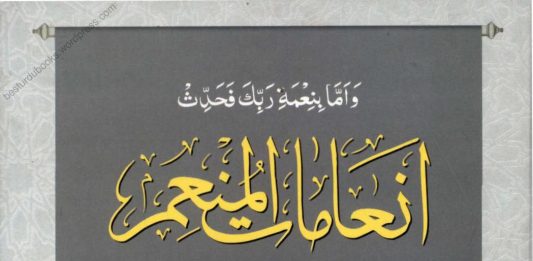 besturdubooks.wordpress.com
وَاَمَّا بِنِعْمَةِ رَبِّكَ فَحَدِّثْ
انعامات المنعم